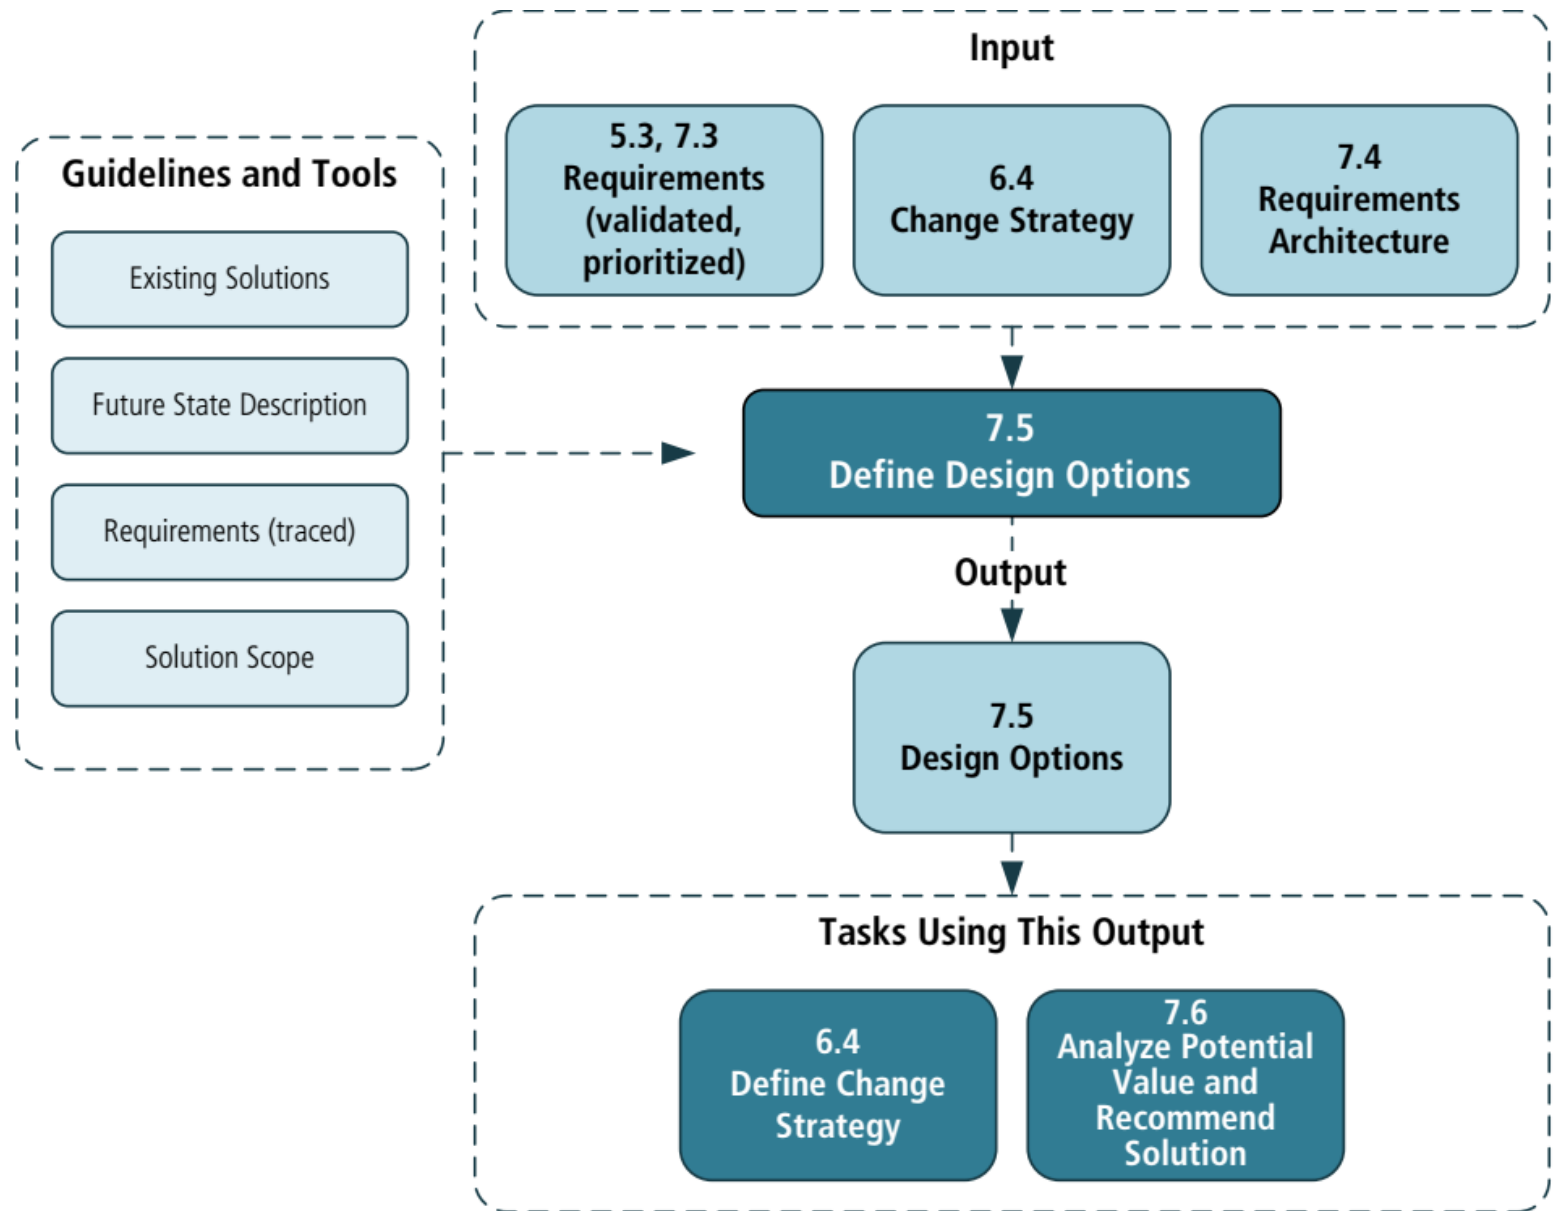 Input
5.3, 7.3
Requirements
(validated,
prioritized)
6.4
Change Strategy
7.4
Requirements
Architecture
Guidelines and Tools
Existing Solutions
Future State Description
Requirements (traced)
Solution Scope
7.5
Define Design Options
Output
7.5
Design Options
Tasks Using This Output
6.4
Define Change
Strategy
7.6
Analyze Potential
Value and
Recommend
Solution